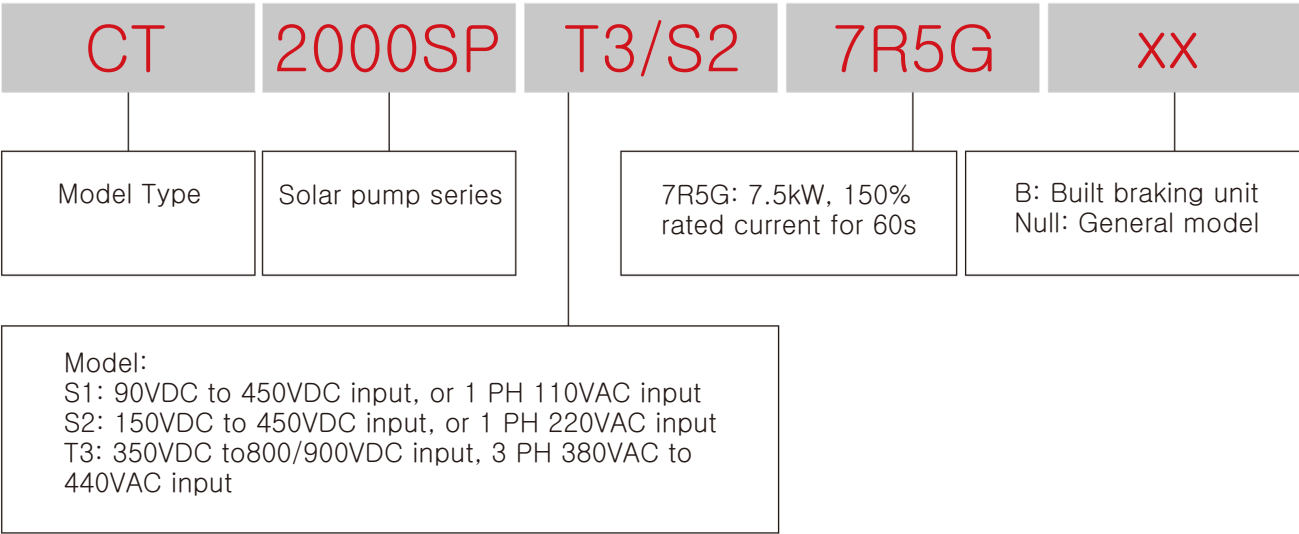 CT 2000SP T3/S2 7R5G xx
Model Type
Solar pump series
7R5G: 7.5kW, 150%
rated current for 60s
B: Built braking unit
Null: General model
Model:
S1: 90VDC to 450VDC input, or 1 PH 110VAC input
S2: 150VDC to 450VDC input, or 1 PH 220VAC input
T3: 350VDC to800/900VDC input, 3 PH 380VAC to
440VAC input